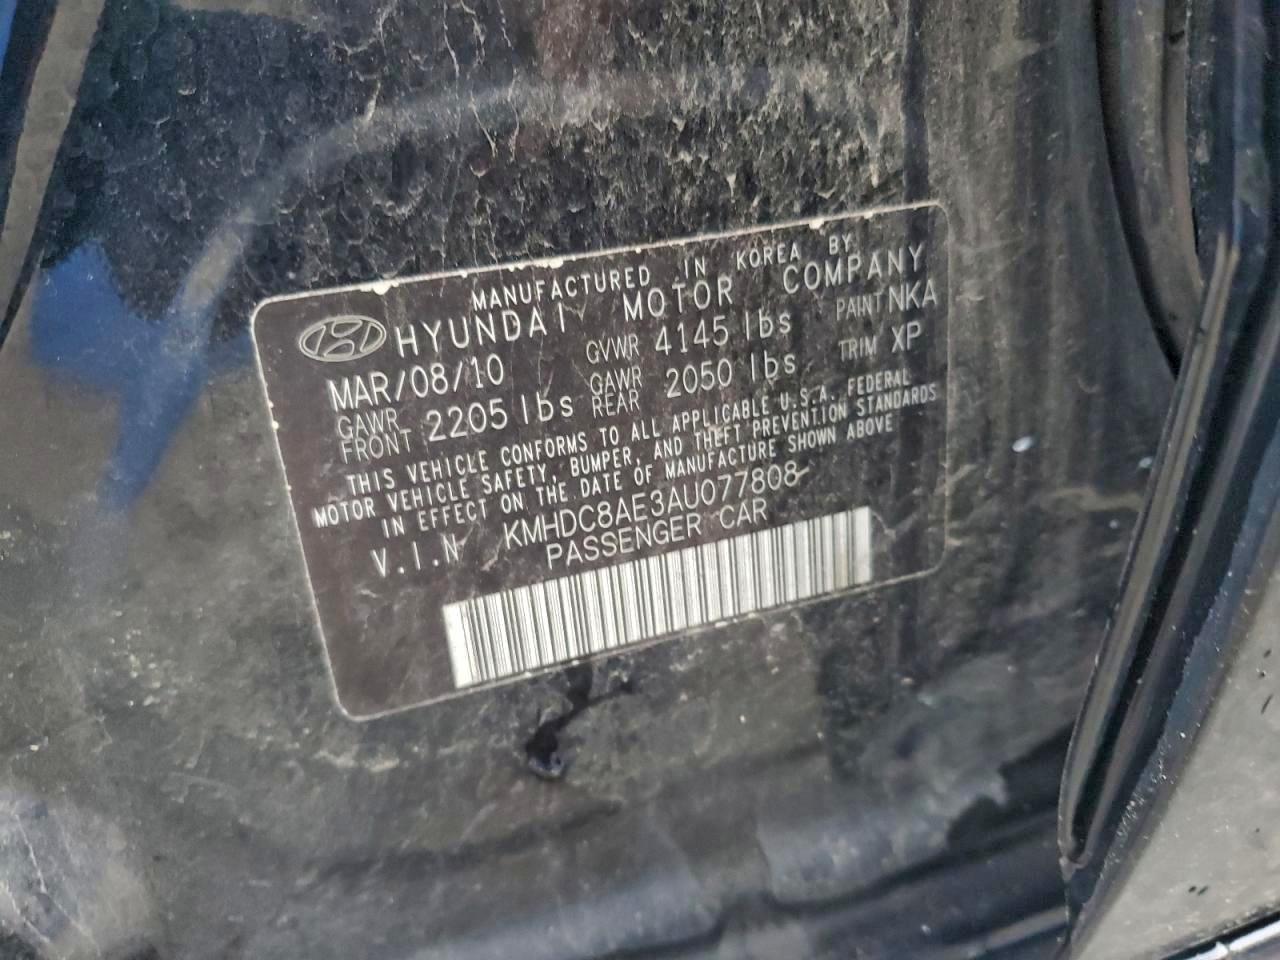 MANUFACTURED IN KOREA BY
HYUNDAI MOTOR COMPANY
MAR/08/10 GVWR 4145 lbs PAINT NKA
GAWR FRONT 2205 lbs GAWR REAR 2050 lbs TRIM XP
THIS VEHICLE CONFORMS TO ALL APPLICABLE U.S.A. FEDERAL
MOTOR VEHICLE SAFETY, BUMPER, AND THEFT PREVENTION STANDARDS
IN EFFECT ON THE DATE OF MANUFACTURE SHOWN ABOVE
V.I.N KMHDC8AE3AU077808
PASSENGER CAR